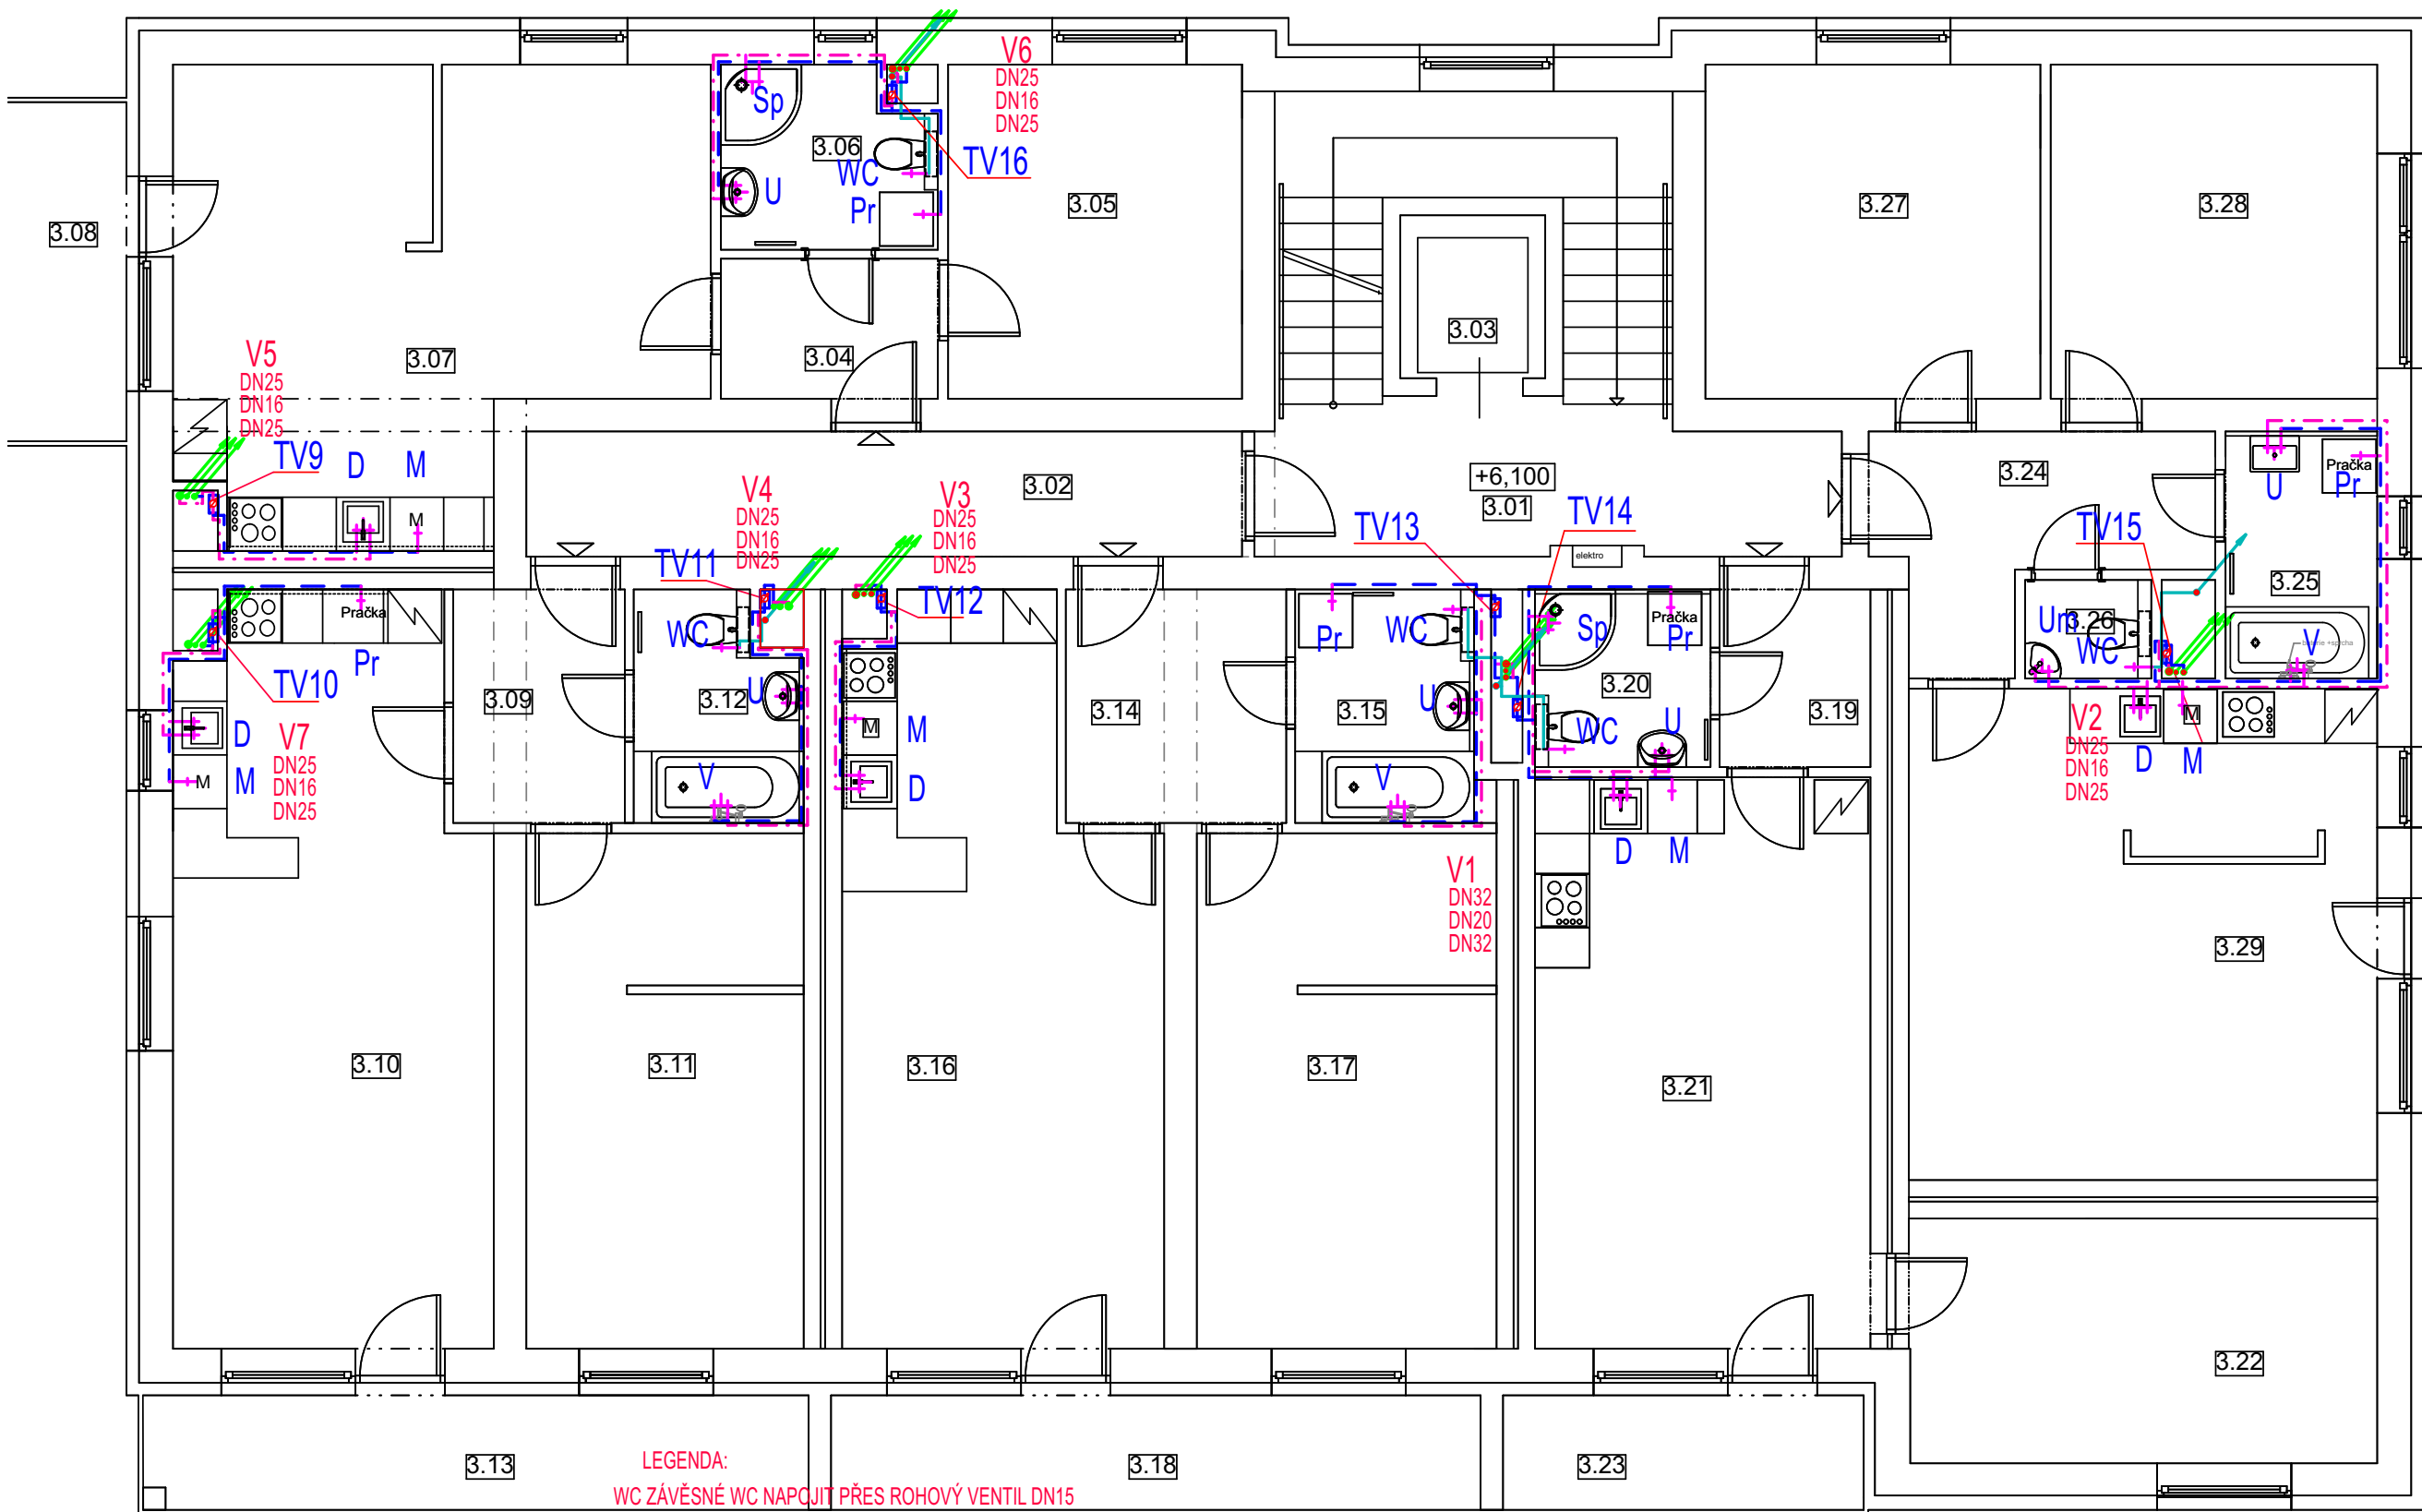 V6
DN25
DN16
DN25
Sp
3.06
WC
TV16
U
Pr
3.05
3.27
3.28
3.08
3.03
3.07
3.04
V5
DN25
DN16
DN25
TV9
D
M
M
V4
DN25
DN16
DN25
V3
DN25
DN16
DN25
3.02
+6,100
3.01
TV13
TV14
3.24
U
Pračka
Pr
TV15
elektro
TV11
TV12
3.25
Pračka
Pr
TV10
WC
Pr
WC
Sp
Pračka
Pr
3.26
WC
V
3.09
3.12
U
3.14
3.15
U
3.20
WC
U
3.19
D
V7
DN25
DN16
DN25
M
M
M
M
D
V
V
V2
DN25
DN16
DN25
M
D
M
D
M
V1
DN32
DN20
DN32
3.29
3.10
3.11
3.16
3.17
3.21
3.22
3.13
3.18
3.23
LEGENDA:
WC ZÁVĚSNÉ WC NAPOJIT PŘES ROHOVÝ VENTIL DN15